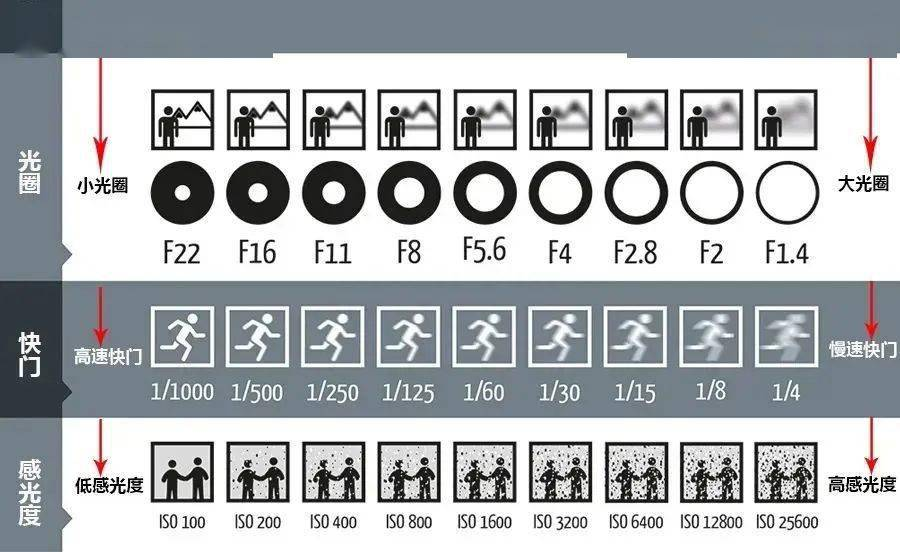 光圈
小光圈
大光圈
F22 F16 F11 F8 F5.6 F4 F2.8 F2 F1.4
快门
高速快门
慢速快门
1/1000 1/500 1/250 1/125 1/60 1/30 1/15 1/8 1/4
感光度
低感光度
高感光度
ISO 100 ISO 200 ISO 400 ISO 800 ISO 1600 ISO 3200 ISO 6400 ISO 12800 ISO 25600